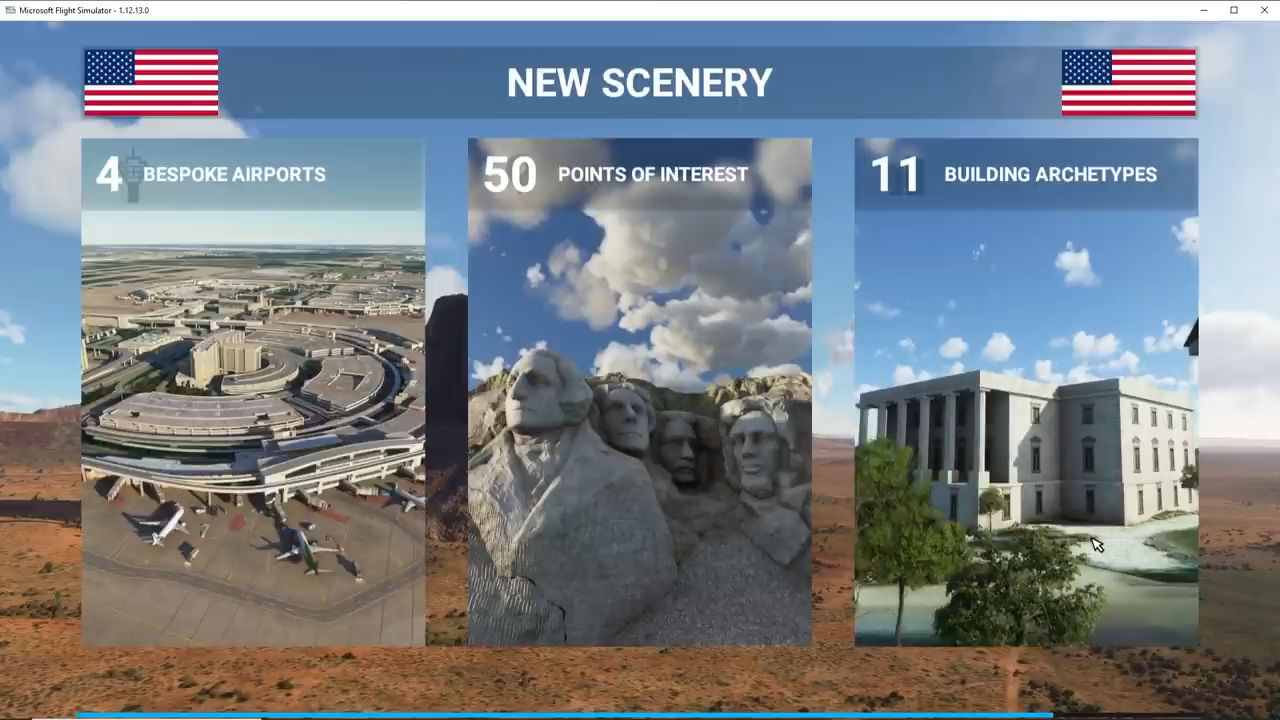 Microsoft Flight Simulator - 1.12.13.0
NEW SCENERY
4 BESPOKE AIRPORTS
50 POINTS OF INTEREST
11 BUILDING ARCHETYPES